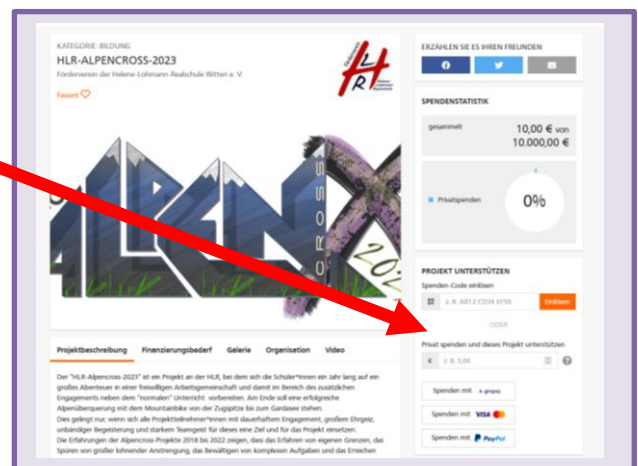 KATEGORIE: BILDUNG
HLR-ALPENCROSS-2023
Förderverein der Helene-Lohmann-Realschule Witten e. V.
Favorit
HLR
ALPEN
CROSS
ERZÄHLEN SIE ES IHREN FREUNDEN
SPENDENSTATISTIK
gesammelt
10,00 € von
10.000,00 €
Privatspenden
0%
PROJEKT UNTERSTÜTZEN
Spenden-Code einlösen
z. B. A812 CD34 EF56
Einlösen
ODER
Privat spenden und dieses Projekt unterstützen
€ z. B. 5,00
Spenden mit giropay
Spenden mit VISA
Spenden mit PayPal
Projektbeschreibung Finanzierungsbedarf Galerie Organisation Video
Der "HLR-Alpencross-2023" ist ein Projekt an der HLR, bei dem sich die Schüler*innen ein Jahr lang auf ein
großes Abenteuer in einer freiwilligen Arbeitsgemeinschaft und damit im Bereich des zusätzlichen
Engagements neben dem "normalen" Unterricht vorbereiten. Am Ende soll eine erfolgreiche
Alpenüberquerung mit dem Mountainbike von der Zugspitze bis zum Gardasee stehen.
Dies gelingt nur, wenn sich alle Projektteilnehmer*innen mit dauerhaftem Engagement, großem Ehrgeiz,
unbändiger Begeisterung und starkem Teamgeist für dieses eine Ziel und für das Projekt einsetzen.
Die Erfahrungen der Alpencross-Projekte 2018 bis 2022 zeigen, dass das Erfahren von eigenen Grenzen, das
Spüren von großer lohnender Anstrengung, das Bewältigen von komplexen Aufgaben und das Erreichen